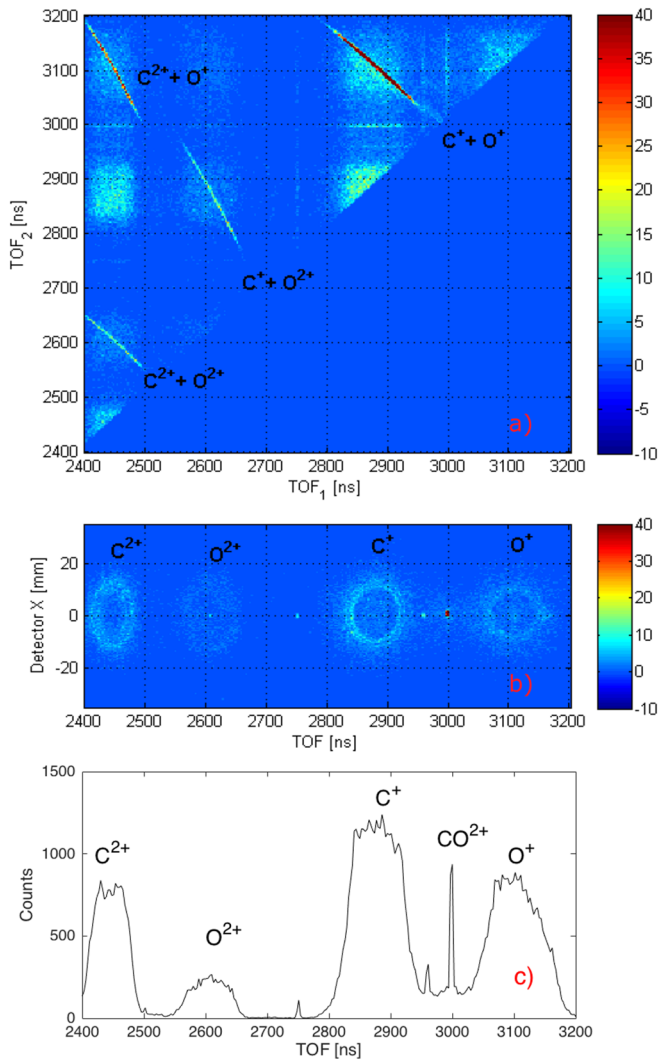 3200
3100
3000
2900
2800
2700
2600
2500
2400
TOF₂ [ns]
C²⁺+ O⁺
C⁺+ O⁺
C⁺+ O²⁺
C²⁺+ O²⁺
a)
2400 2500 2600 2700 2800 2900 3000 3100 3200
TOF₁ [ns]
40
35
30
25
20
15
10
5
0
-5
-10
C²⁺ O²⁺ C⁺ O⁺
20
0
-20
Detector X [mm]
b)
2400 2500 2600 2700 2800 2900 3000 3100 3200
TOF [ns]
40
30
20
10
0
-10
1500
1000
500
0
Counts
C²⁺
O²⁺
C⁺
CO²⁺
O⁺
c)
2400 2500 2600 2700 2800 2900 3000 3100 3200
TOF [ns]